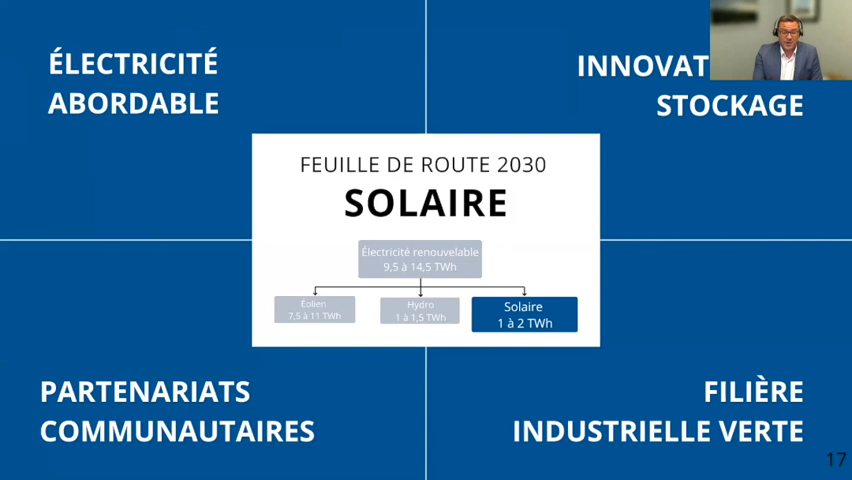 ÉLECTRICITÉ
ABORDABLE
STOCKAGE
FEUILLE DE ROUTE 2030
SOLAIRE
Électricité renouvelable
9,5 à 14,5 TWh
Éolien
7,5 à 11 TWh
Hydro
1 à 1,5 TWh
Solaire
1 à 2 TWh
PARTENARIATS
COMMUNAUTAIRES
FILIÈRE
INDUSTRIELLE VERTE
17